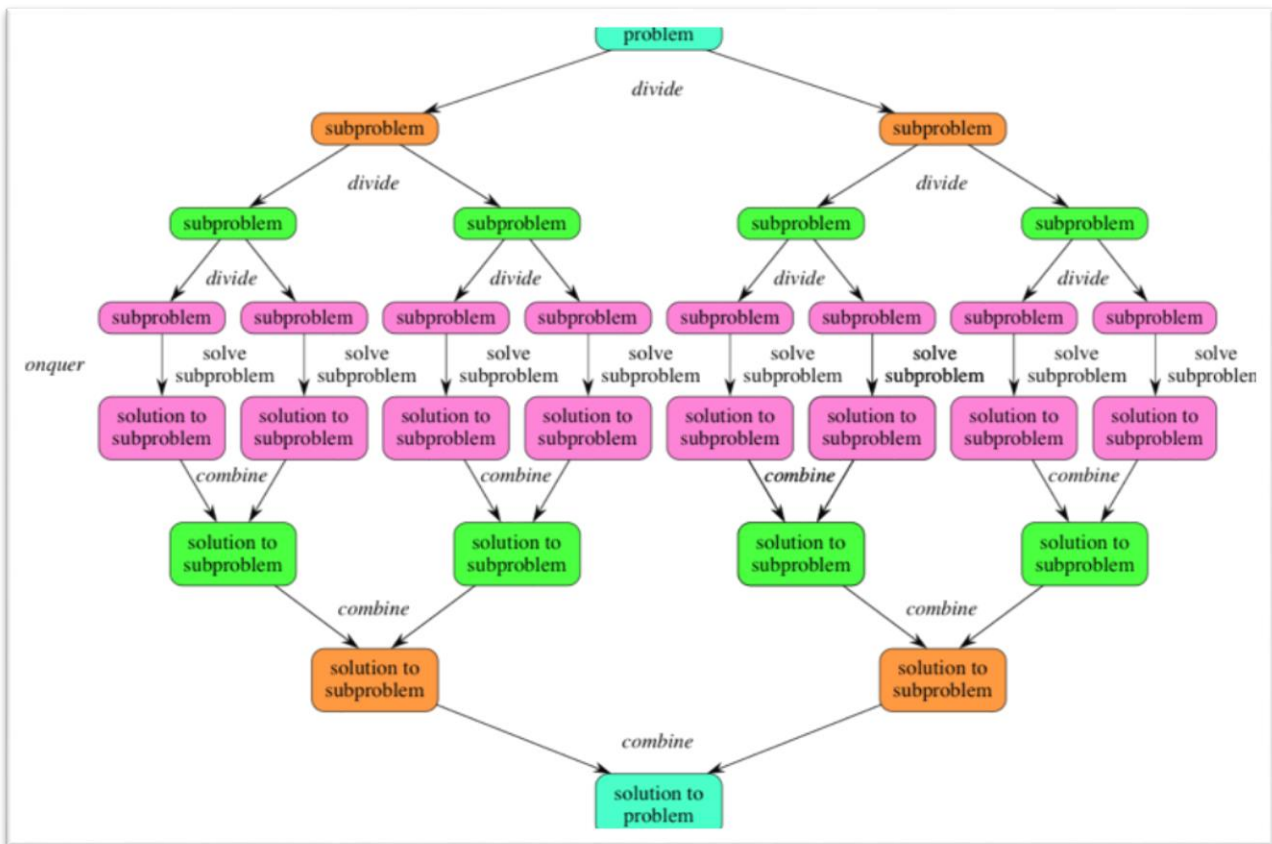 problem
divide
subproblem subproblem
divide divide
subproblem subproblem subproblem subproblem
divide divide divide divide
subproblem subproblem subproblem subproblem subproblem subproblem subproblem subproblem
solve solve solve solve solve solve solve solve
onquer subproblem subproblem subproblem subproblem subproblem subproblem subproblem subproblem
solution to solution to solution to solution to solution to solution to solution to solution to
subproblem subproblem subproblem subproblem subproblem subproblem subproblem subproblem
combine combine combine combine
solution to solution to solution to solution to
subproblem subproblem subproblem subproblem
combine combine
solution to solution to
subproblem subproblem
combine
solution to
problem